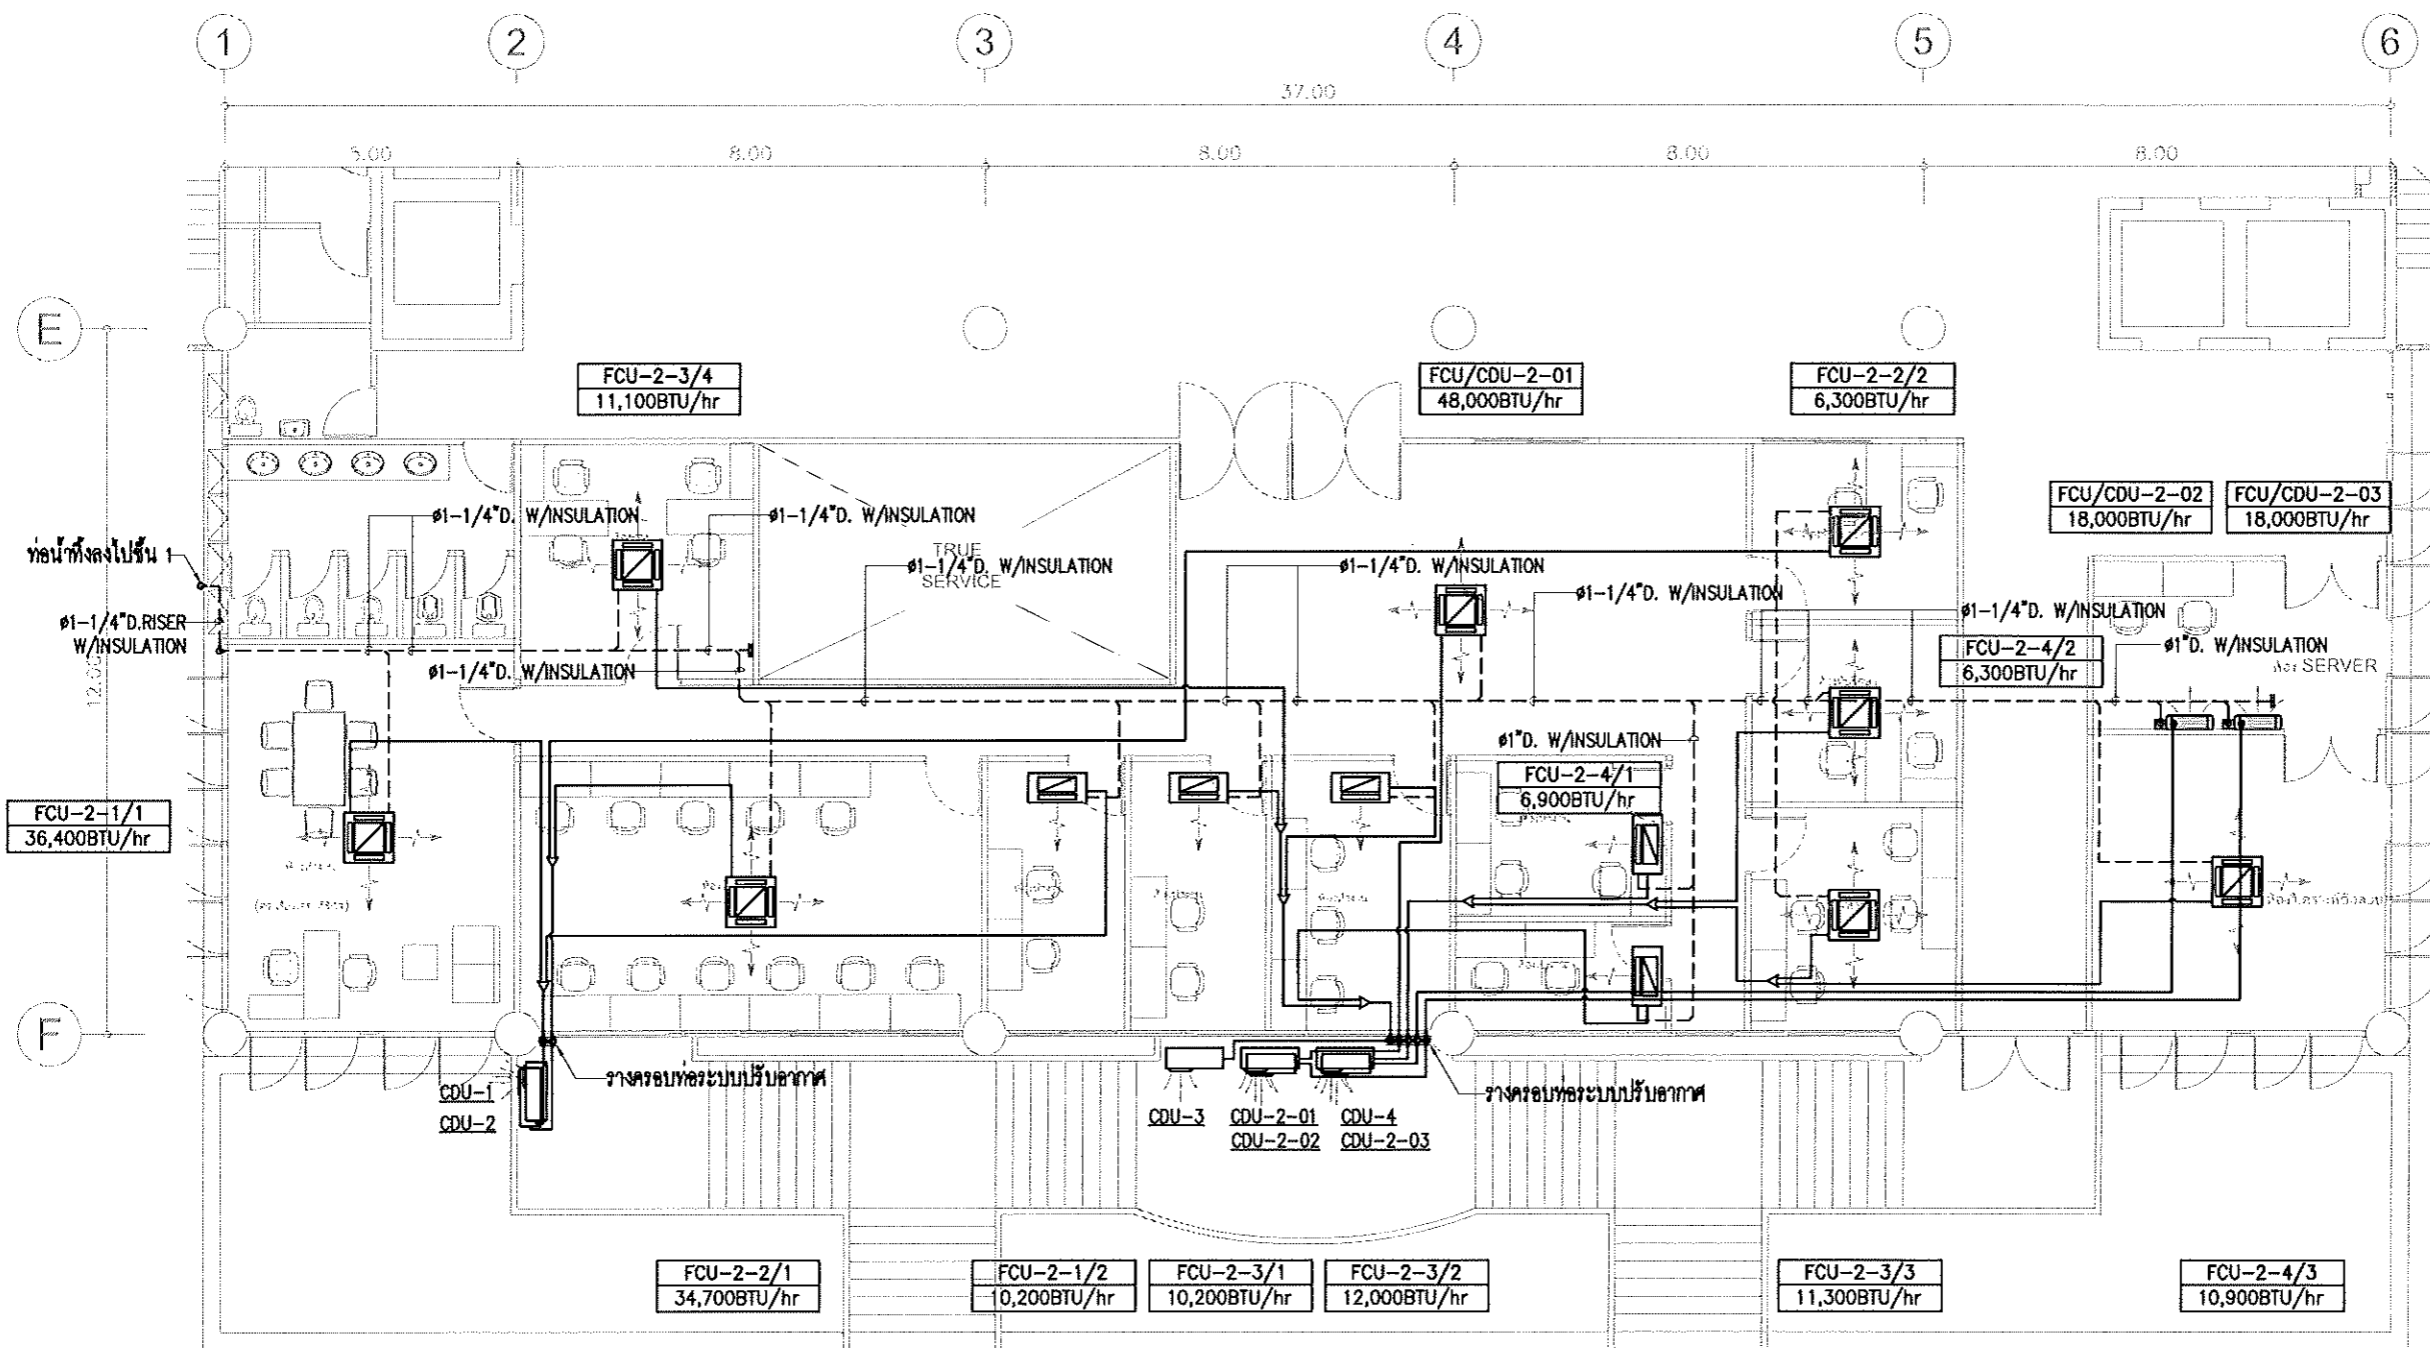 1
2
3
4
5
6
37.00
5.00
8.00
8.00
8.00
8.00
E
FCU-2-3/4
11,100BTU/hr
FCU/CDU-2-01
48,000BTU/hr
FCU-2-2/2
6,300BTU/hr
FCU/CDU-2-02
18,000BTU/hr
FCU/CDU-2-03
18,000BTU/hr
ø1-1/4"D. W/INSULATION
ø1-1/4"D. W/INSULATION
ท่อน้ำทิ้งลงไปชั้น 1
TRUE
SERVICE
ø1-1/4"D. W/INSULATION
ø1-1/4"D. W/INSULATION
ø1-1/4"D. W/INSULATION
ø1-1/4"D. W/INSULATION
ø1-1/4"D.RISER
W/INSULATION
ø1-1/4"D. W/INSULATION
FCU-2-4/2
6,300BTU/hr
ø1"D. W/INSULATION
ห้อง SERVER
12.00
ø1"D. W/INSULATION
FCU-2-4/1
6,900BTU/hr
FCU-2-1/1
36,400BTU/hr
F
CDU-1
CDU-2
รางครอบท่อระบบปรับอากาศ
CDU-3
CDU-2-01
CDU-2-02
CDU-4
CDU-2-03
รางครอบท่อระบบปรับอากาศ
FCU-2-2/1
34,700BTU/hr
FCU-2-1/2
10,200BTU/hr
FCU-2-3/1
10,200BTU/hr
FCU-2-3/2
12,000BTU/hr
FCU-2-3/3
11,300BTU/hr
FCU-2-4/3
10,900BTU/hr